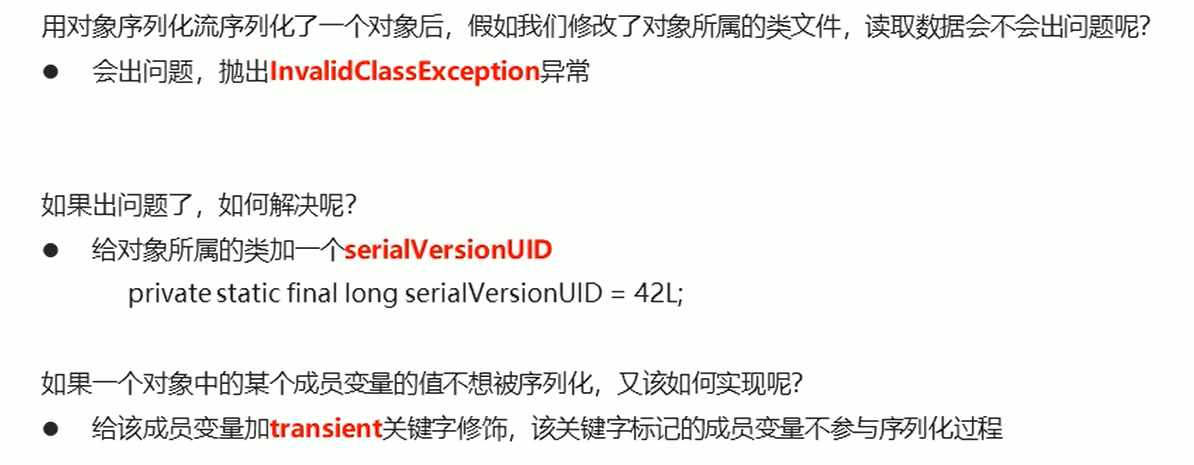 用对象序列化流序列化了一个对象后，假如我们修改了对象所属的类文件，读取数据会不会出问题呢？
● 会出问题，抛出InvalidClassException异常
如果出问题了，如何解决呢？
● 给对象所属的类加一个serialVersionUID
private static final long serialVersionUID = 42L;
如果一个对象中的某个成员变量的值不想被序列化，又该如何实现呢？
● 给该成员变量加transient关键字修饰，该关键字标记的成员变量不参与序列化过程